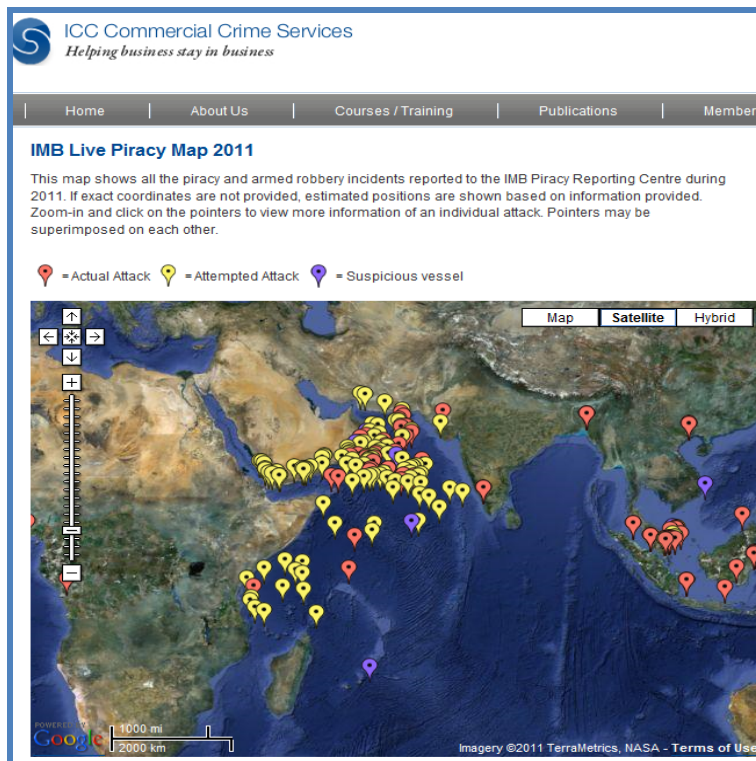 ICC Commercial Crime Services
Helping business stay in business
Home
About Us
Courses / Training
Publications
Member
IMB Live Piracy Map 2011
This map shows all the piracy and armed robbery incidents reported to the IMB Piracy Reporting Centre during
2011. If exact coordinates are not provided, estimated positions are shown based on information provided.
Zoom-in and click on the pointers to view more information of an individual attack. Pointers may be
superimposed on each other.
= Actual Attack = Attempted Attack = Suspicious vessel
Map
Satellite
Hybrid
POWERED BY
Google
1000 mi
2000 km
Imagery ©2011 TerraMetrics, NASA - Terms of Use